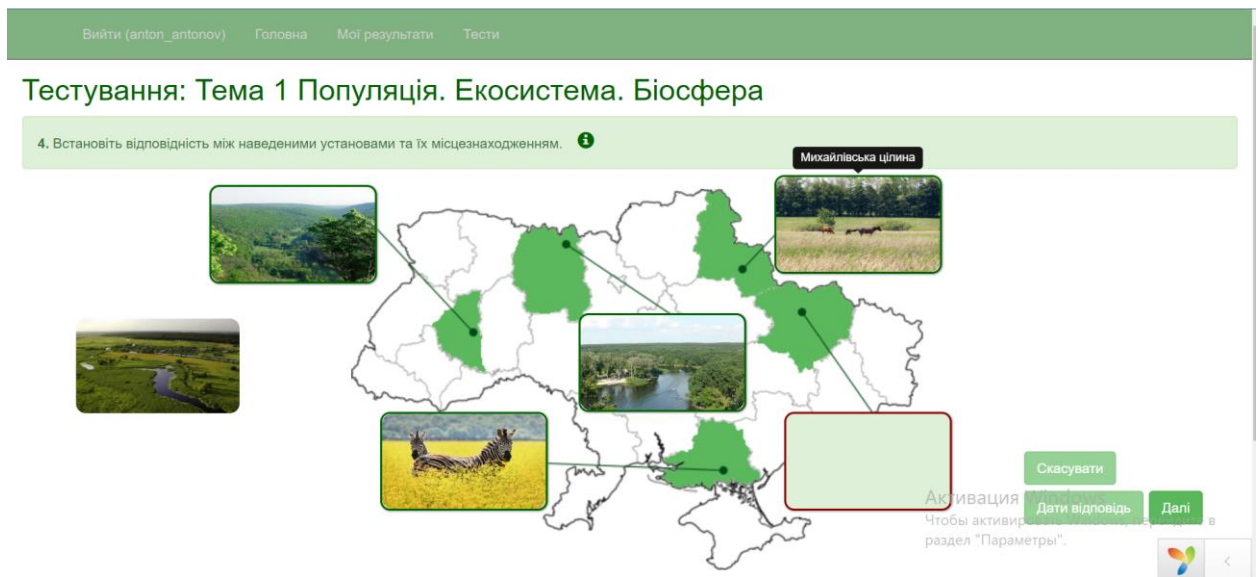 Вийти (anton_antonov) Головна Мої результати Тести
Тестування: Тема 1 Популяція. Екосистема. Біосфера
4. Встановіть відповідність між наведеними установами та їх місцезнаходженням.
Михайлівська цілина
Скасувати
Активация Windows
Дати відповідь Далі
Чтобы активировать Windows, перейдите в
раздел "Параметры".